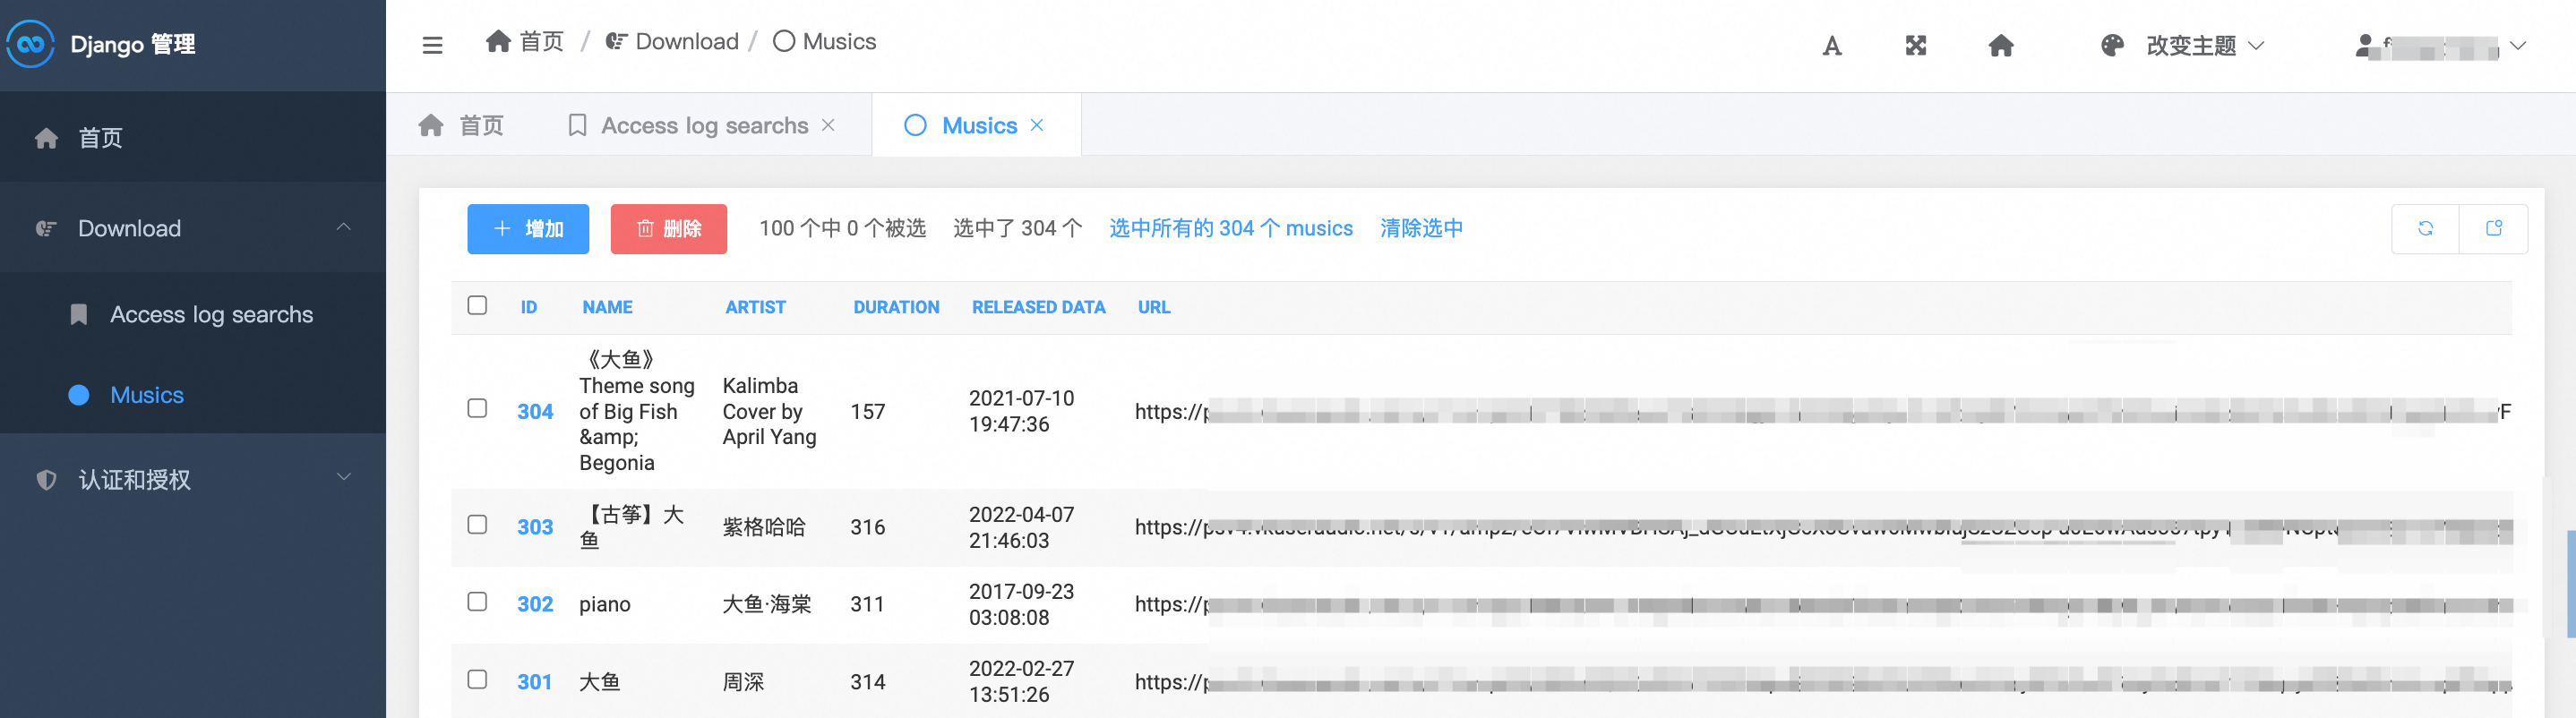 Django 管理
首页 / Download / Musics
改变主题
首页
Download
Access log searchs
Musics
认证和授权
首页
Access log searchs ×
Musics ×
+ 增加
删除
100 个中 0 个被选
选中了 304 个
选中所有的 304 个 musics
清除选中
ID NAME ARTIST DURATION RELEASED DATA URL
《大鱼》
Theme song
of Big Fish
&amp;
Begonia
304
Kalimba
Cover by
April Yang
157
2021-07-10
19:47:36
https://
303
【古筝】大
鱼
紫格哈哈
316
2022-04-07
21:46:03
https://
302
piano
大鱼·海棠
311
2017-09-23
03:08:08
https://
301
大鱼
周深
314
2022-02-27
13:51:26
https://